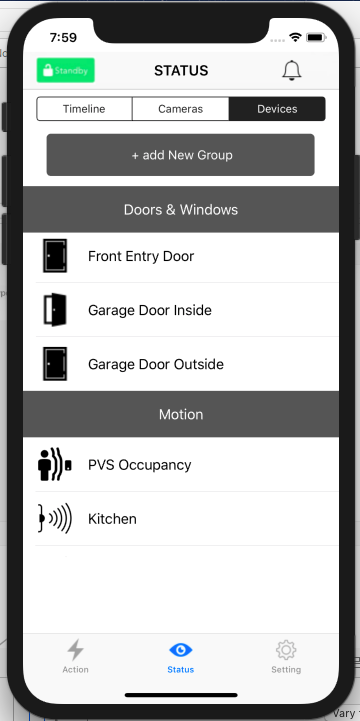 7:59
Standby
STATUS
Timeline
Cameras
Devices
+ add New Group
Doors & Windows
Front Entry Door
Garage Door Inside
Garage Door Outside
Motion
PVS Occupancy
Kitchen
Action
Status
Setting
Vary